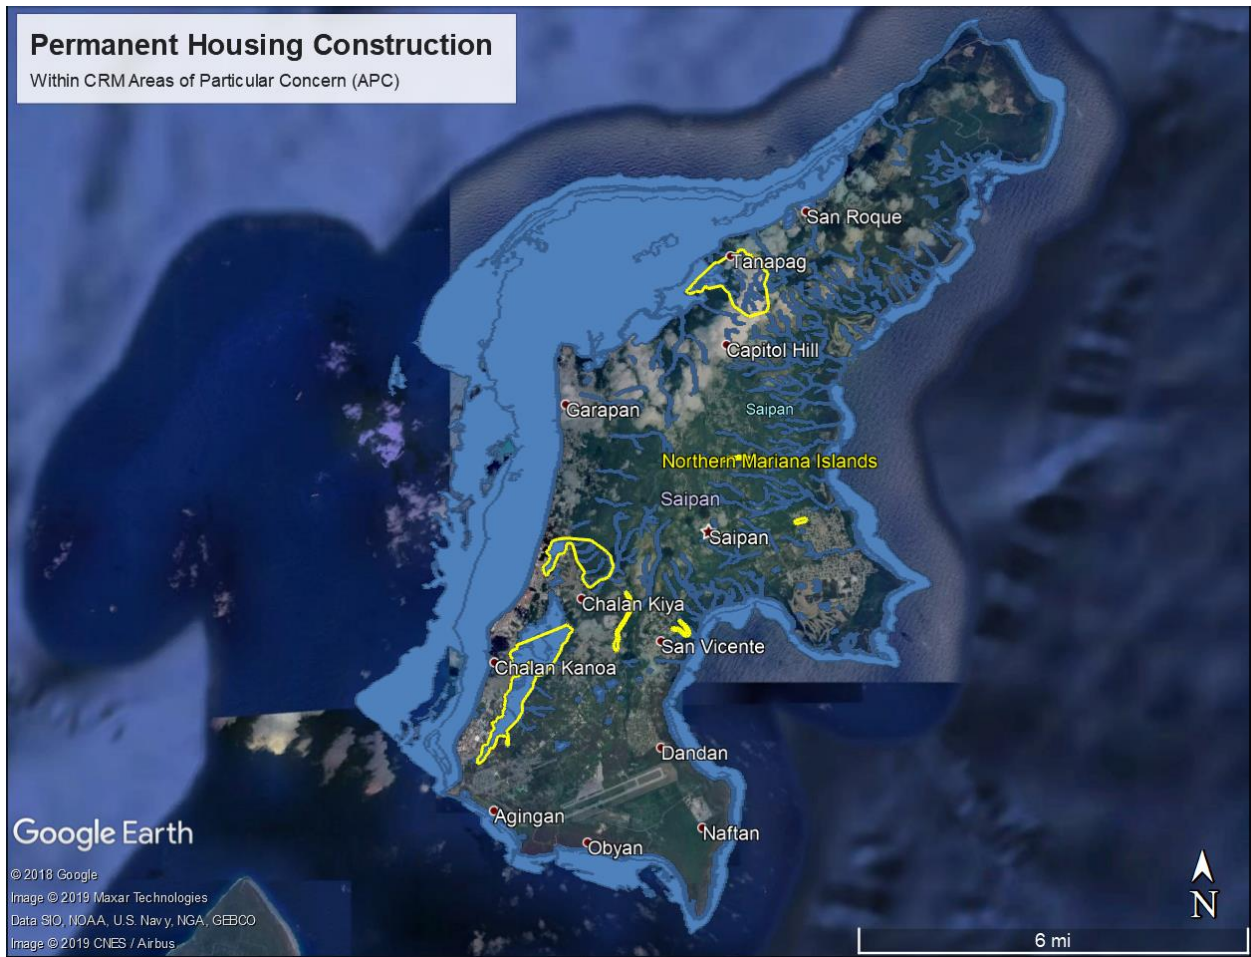 Permanent Housing Construction
Within CRM Areas of Particular Concern (APC)
San Roque
Tanapag
Capitol Hill
Garapan
Saipan
Northern Mariana Islands
Saipan
Saipan
Chalan Kiya
San Vicente
Chalan Kanoa
Dandan
Agingan
Naftan
Obyan
Google Earth
© 2018 Google
Image © 2019 Maxar Technologies
Data SIO, NOAA, U.S. Navy, NGA, GEBCO
Image © 2019 CNES / Airbus
N
6 mi